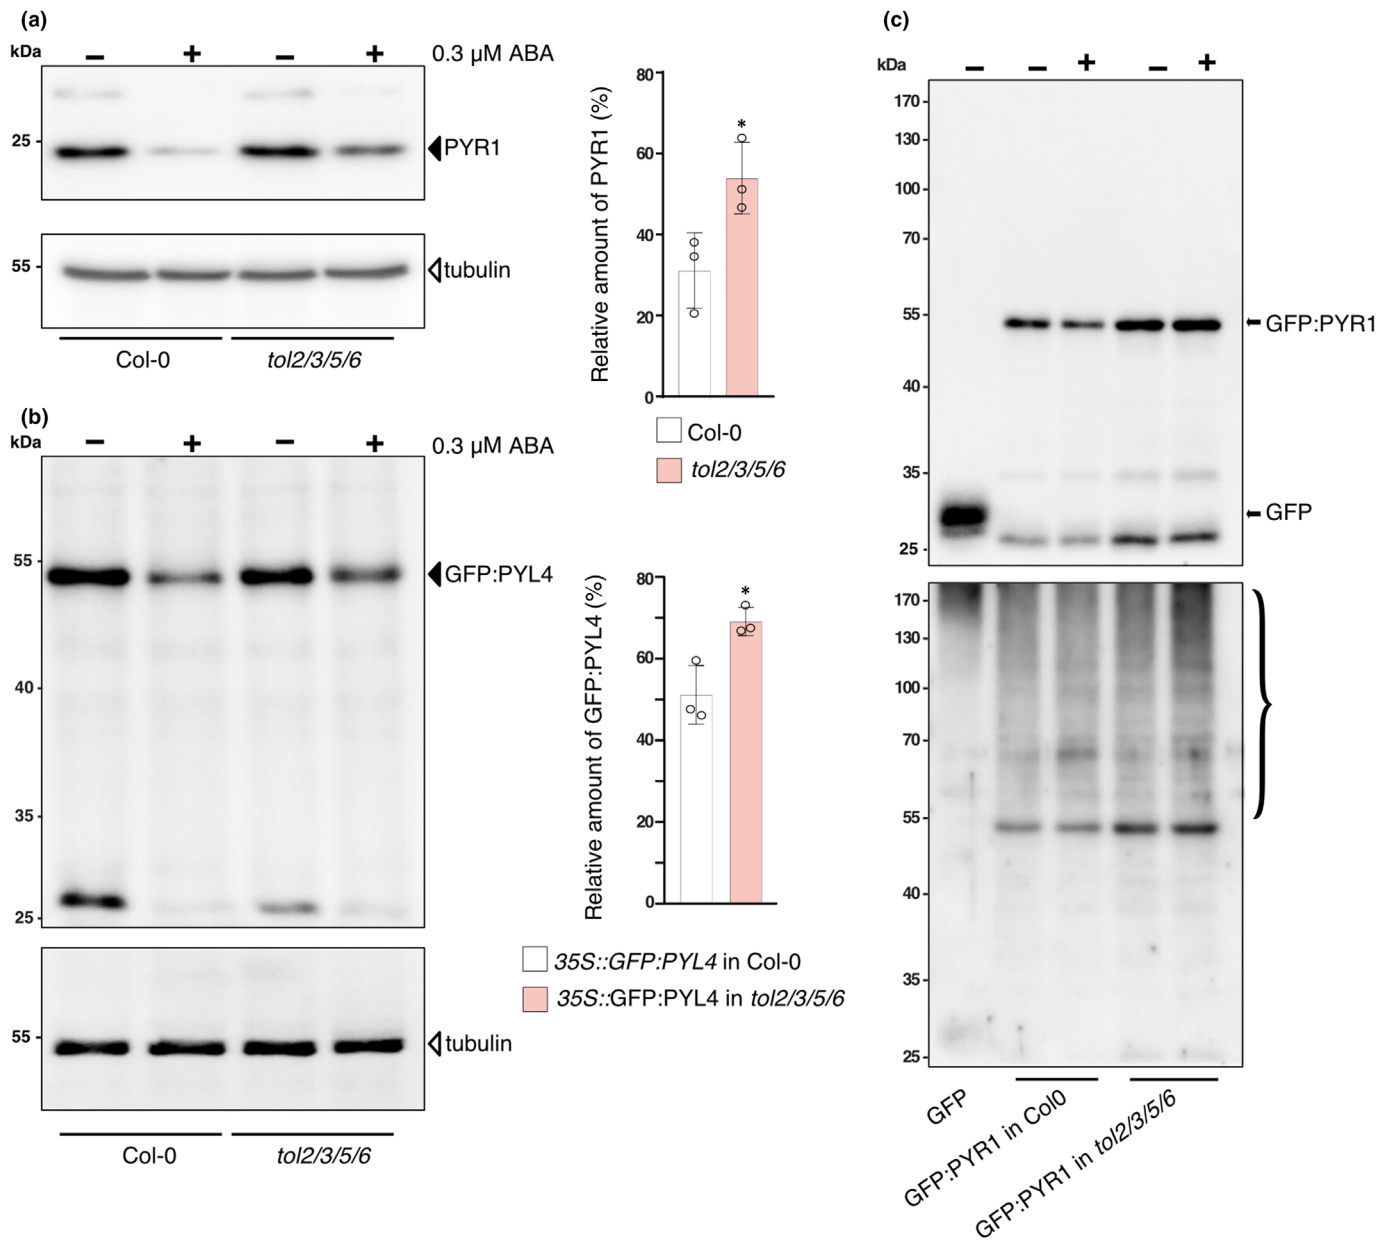 (a)
kDa
– + – + 0.3 µM ABA
25
PYR1
55
tubulin
Col-0 tol2/3/5/6
Relative amount of PYR1 (%)
80
60
40
20
0
*
Col-0
tol2/3/5/6
(b)
kDa
– + – + 0.3 µM ABA
55
GFP:PYL4
40
35
25
55
tubulin
Col-0 tol2/3/5/6
Relative amount of GFP:PYL4 (%)
80
60
40
20
0
*
35S::GFP:PYL4 in Col-0
35S::GFP:PYL4 in tol2/3/5/6
(c)
kDa
– – + – +
170
130
100
70
55
GFP:PYR1
40
35
GFP
25
170
130
100
70
55
40
35
25
GFP
GFP:PYR1 in Col0
GFP:PYR1 in tol2/3/5/6